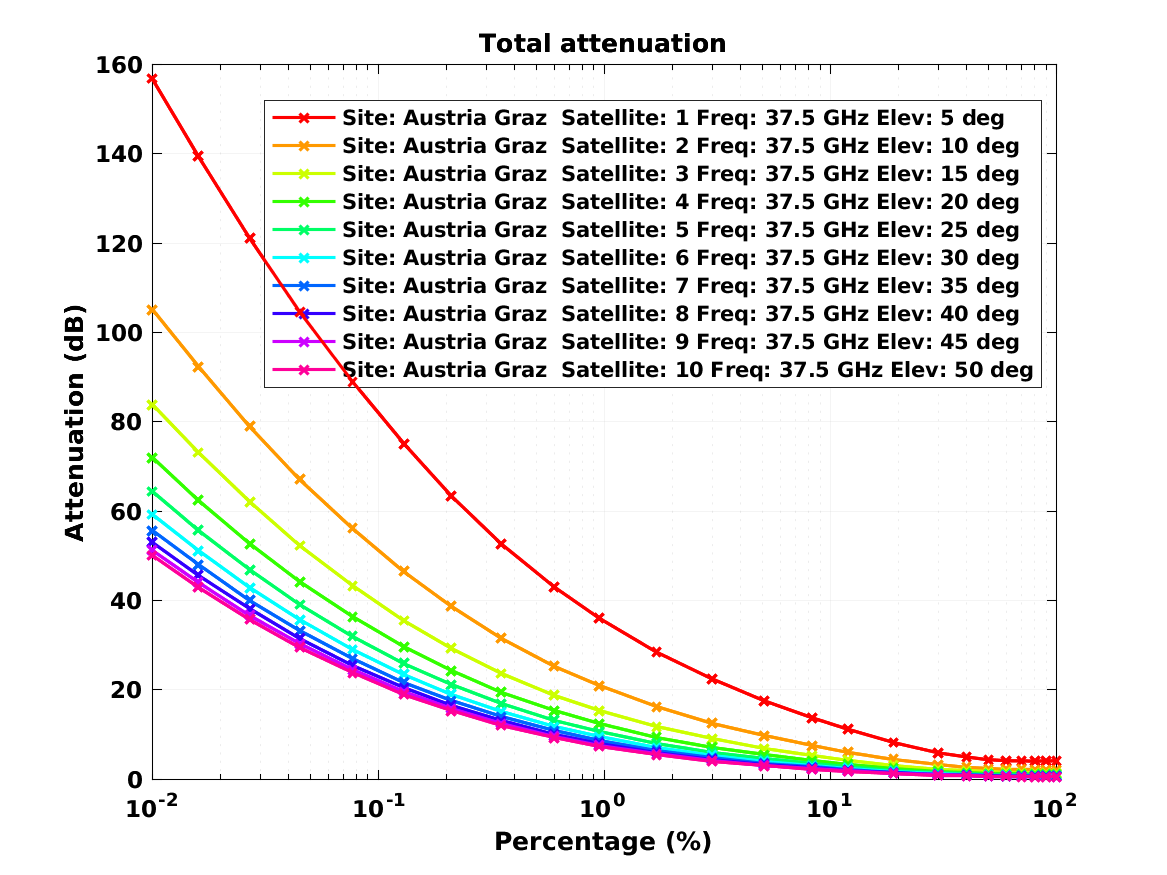 Total attenuation
160
140
120
100
80
60
40
20
0
Attenuation (dB)
Site: Austria Graz  Satellite: 1 Freq: 37.5 GHz Elev: 5 deg
Site: Austria Graz  Satellite: 2 Freq: 37.5 GHz Elev: 10 deg
Site: Austria Graz  Satellite: 3 Freq: 37.5 GHz Elev: 15 deg
Site: Austria Graz  Satellite: 4 Freq: 37.5 GHz Elev: 20 deg
Site: Austria Graz  Satellite: 5 Freq: 37.5 GHz Elev: 25 deg
Site: Austria Graz  Satellite: 6 Freq: 37.5 GHz Elev: 30 deg
Site: Austria Graz  Satellite: 7 Freq: 37.5 GHz Elev: 35 deg
Site: Austria Graz  Satellite: 8 Freq: 37.5 GHz Elev: 40 deg
Site: Austria Graz  Satellite: 9 Freq: 37.5 GHz Elev: 45 deg
Site: Austria Graz  Satellite: 10 Freq: 37.5 GHz Elev: 50 deg
10^-2 10^-1 10^0 10^1 10^2
Percentage (%)